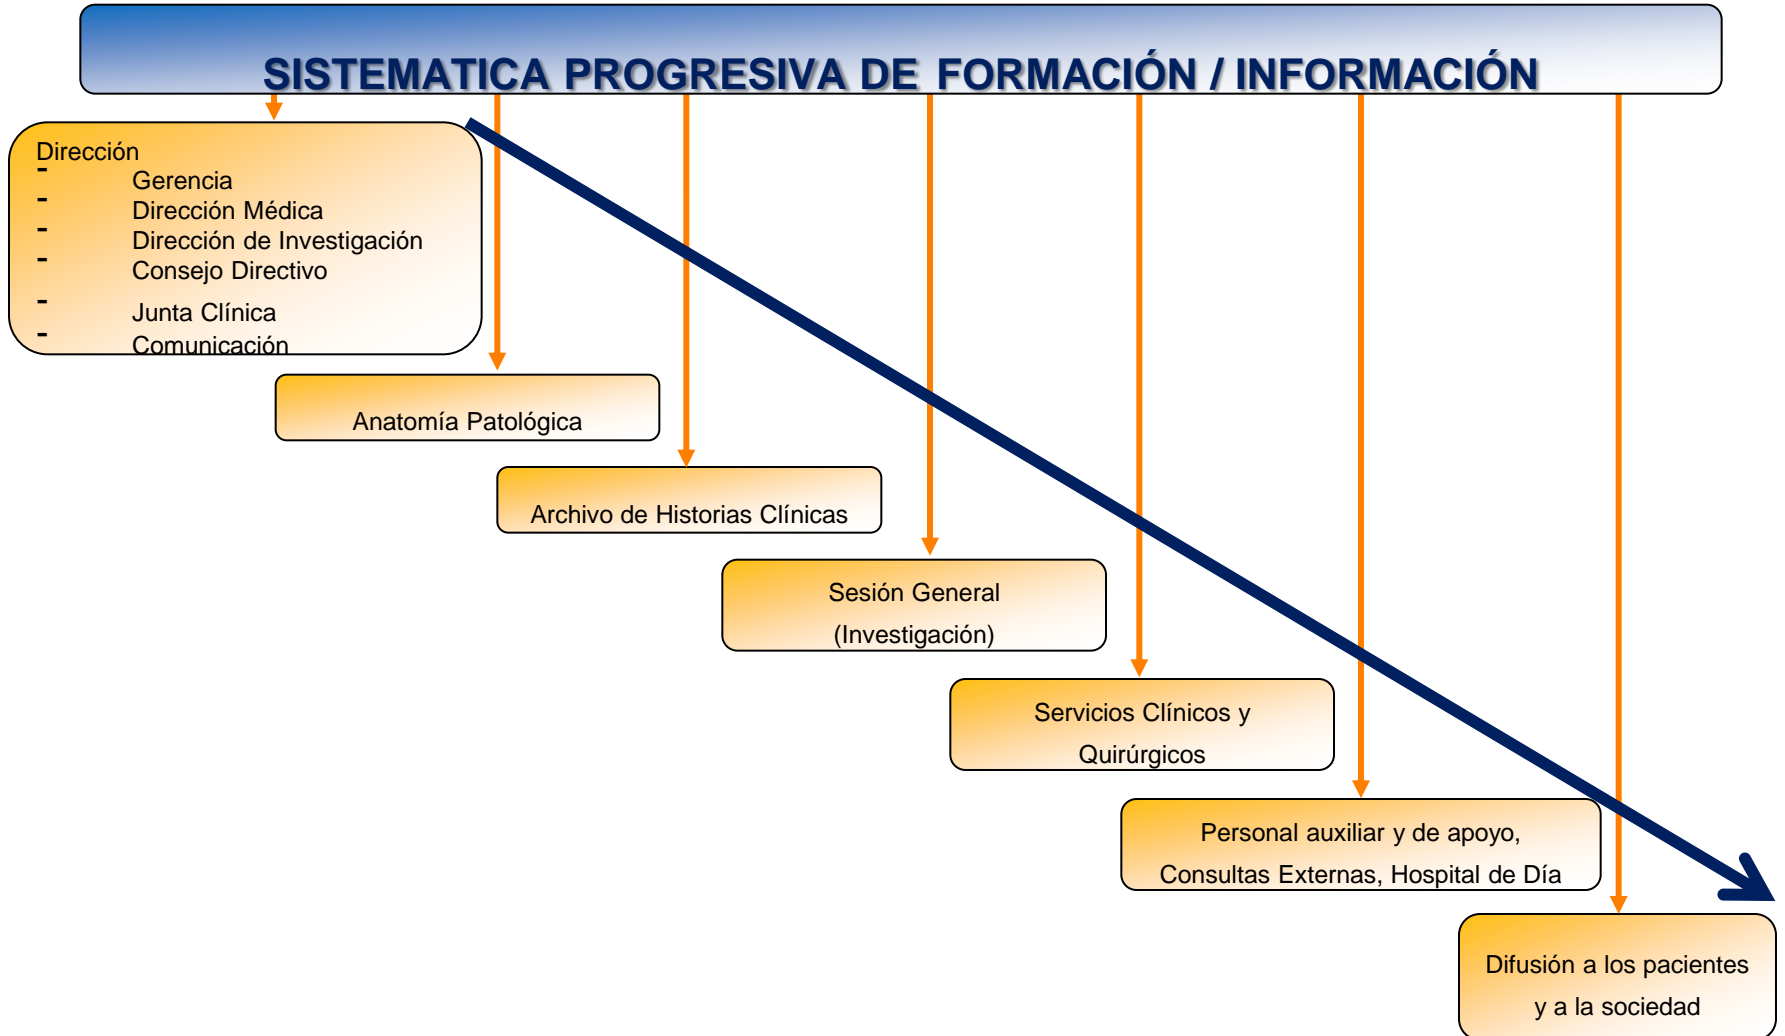 SISTEMATICA PROGRESIVA DE FORMACIÓN / INFORMACIÓN
Dirección
- Gerencia
- Dirección Médica
- Dirección de Investigación
- Consejo Directivo
- Junta Clínica
- Comunicación
Anatomía Patológica
Archivo de Historias Clínicas
Sesión General
(Investigación)
Servicios Clínicos y
Quirúrgicos
Personal auxiliar y de apoyo,
Consultas Externas, Hospital de Día
Difusión a los pacientes
y a la sociedad